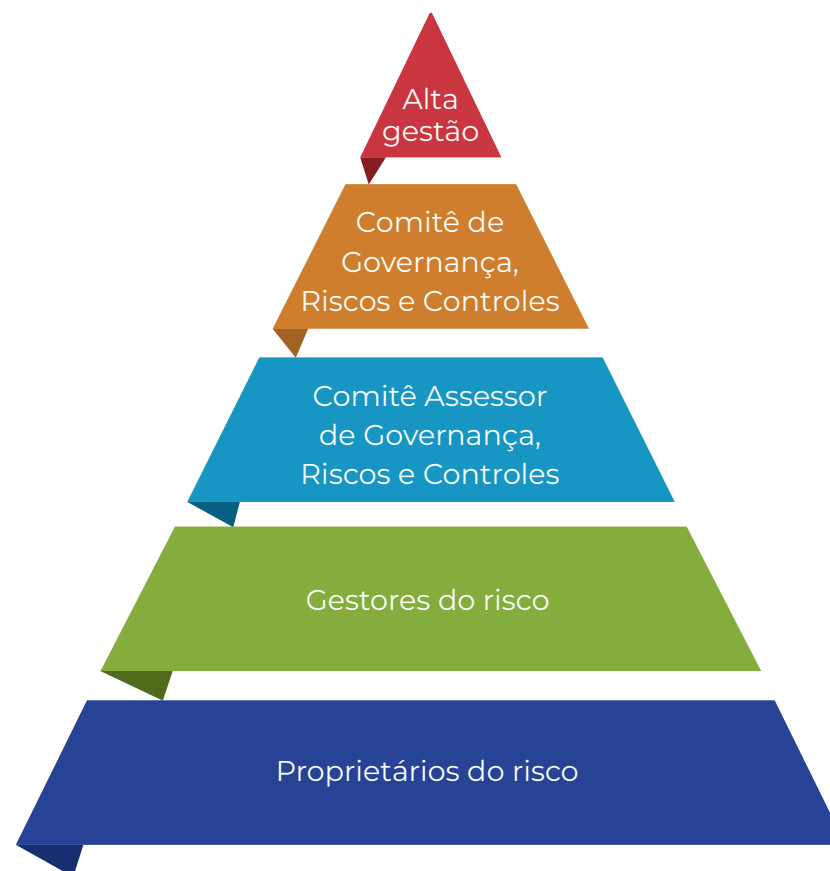 Alta
gestão
Comitê de
Governança,
Riscos e Controles
Comitê Assessor
de Governança,
Riscos e Controles
Gestores do risco
Proprietários do risco